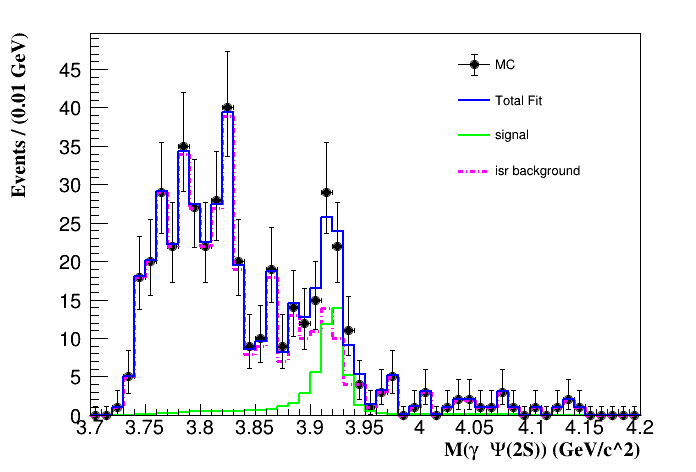 Events / (0.01 GeV)
45
40
35
30
25
20
15
10
5
0
MC
Total Fit
signal
isr background
3.7 3.75 3.8 3.85 3.9 3.95 4 4.05 4.1 4.15 4.2
M(γ Ψ(2S)) (GeV/c^2)